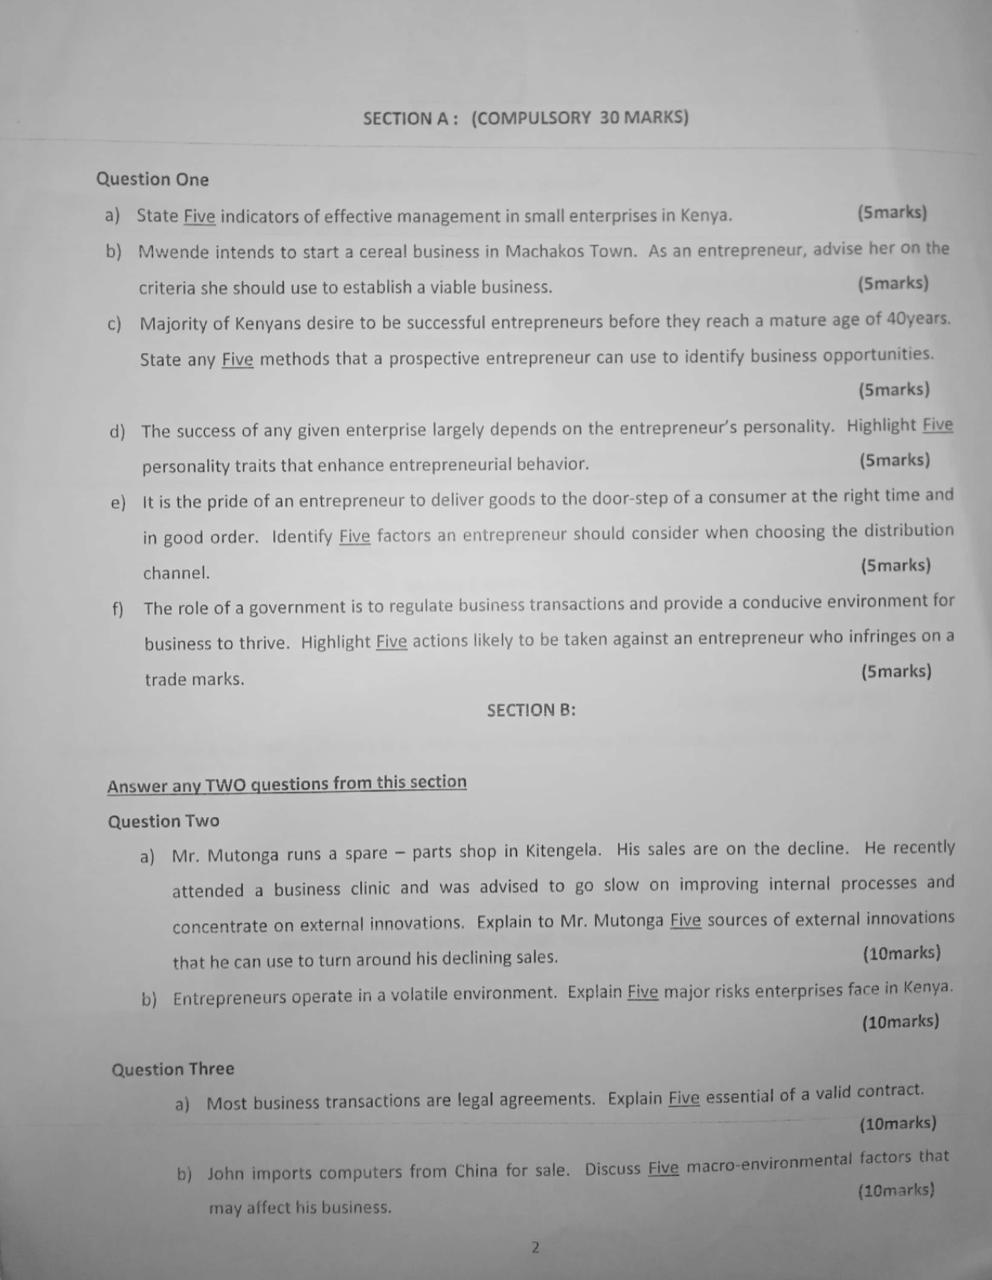 SECTION A :   (COMPULSORY  30 MARKS)
Question One
a)   State Five indicators of effective management in small enterprises in Kenya.   (5marks)
b)   Mwende intends to start a cereal business in Machakos Town.  As an entrepreneur, advise her on the
criteria she should use to establish a viable business.   (5marks)
c)   Majority of Kenyans desire to be successful entrepreneurs before they reach a mature age of 40years.
State any Five methods that a prospective entrepreneur can use to identify business opportunities.
(5marks)
d)   The success of any given enterprise largely depends on the entrepreneur's personality.  Highlight Five
personality traits that enhance entrepreneurial behavior.   (5marks)
e)   It is the pride of an entrepreneur to deliver goods to the door-step of a consumer at the right time and
in good order.  Identify Five factors an entrepreneur should consider when choosing the distribution
channel.   (5marks)
f)   The role of a government is to regulate business transactions and provide a conducive environment for
business to thrive.  Highlight Five actions likely to be taken against an entrepreneur who infringes on a
trade marks.   (5marks)
SECTION B:
Answer any TWO questions from this section
Question Two
a)   Mr. Mutonga runs a spare – parts shop in Kitengela.  His sales are on the decline.  He recently
attended a business clinic and was advised to go slow on improving internal processes and
concentrate on external innovations.  Explain to Mr. Mutonga Five sources of external innovations
that he can use to turn around his declining sales.   (10marks)
b)   Entrepreneurs operate in a volatile environment.  Explain Five major risks enterprises face in Kenya.
(10marks)
Question Three
a)   Most business transactions are legal agreements.  Explain Five essential of a valid contract.
(10marks)
b)   John imports computers from China for sale.  Discuss Five macro-environmental factors that
may affect his business.   (10marks)
2